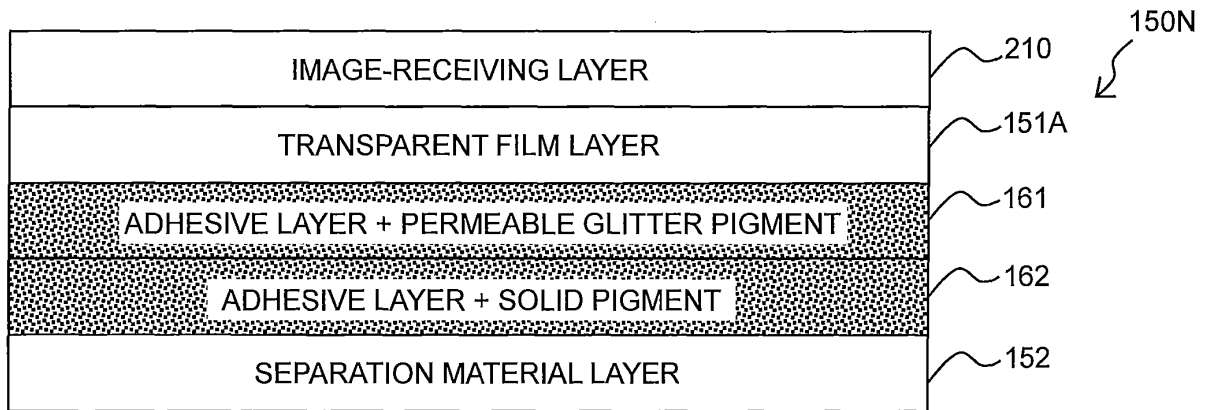 150N
IMAGE-RECEIVING LAYER 210
TRANSPARENT FILM LAYER 151A
ADHESIVE LAYER + PERMEABLE GLITTER PIGMENT 161
ADHESIVE LAYER + SOLID PIGMENT 162
SEPARATION MATERIAL LAYER 152